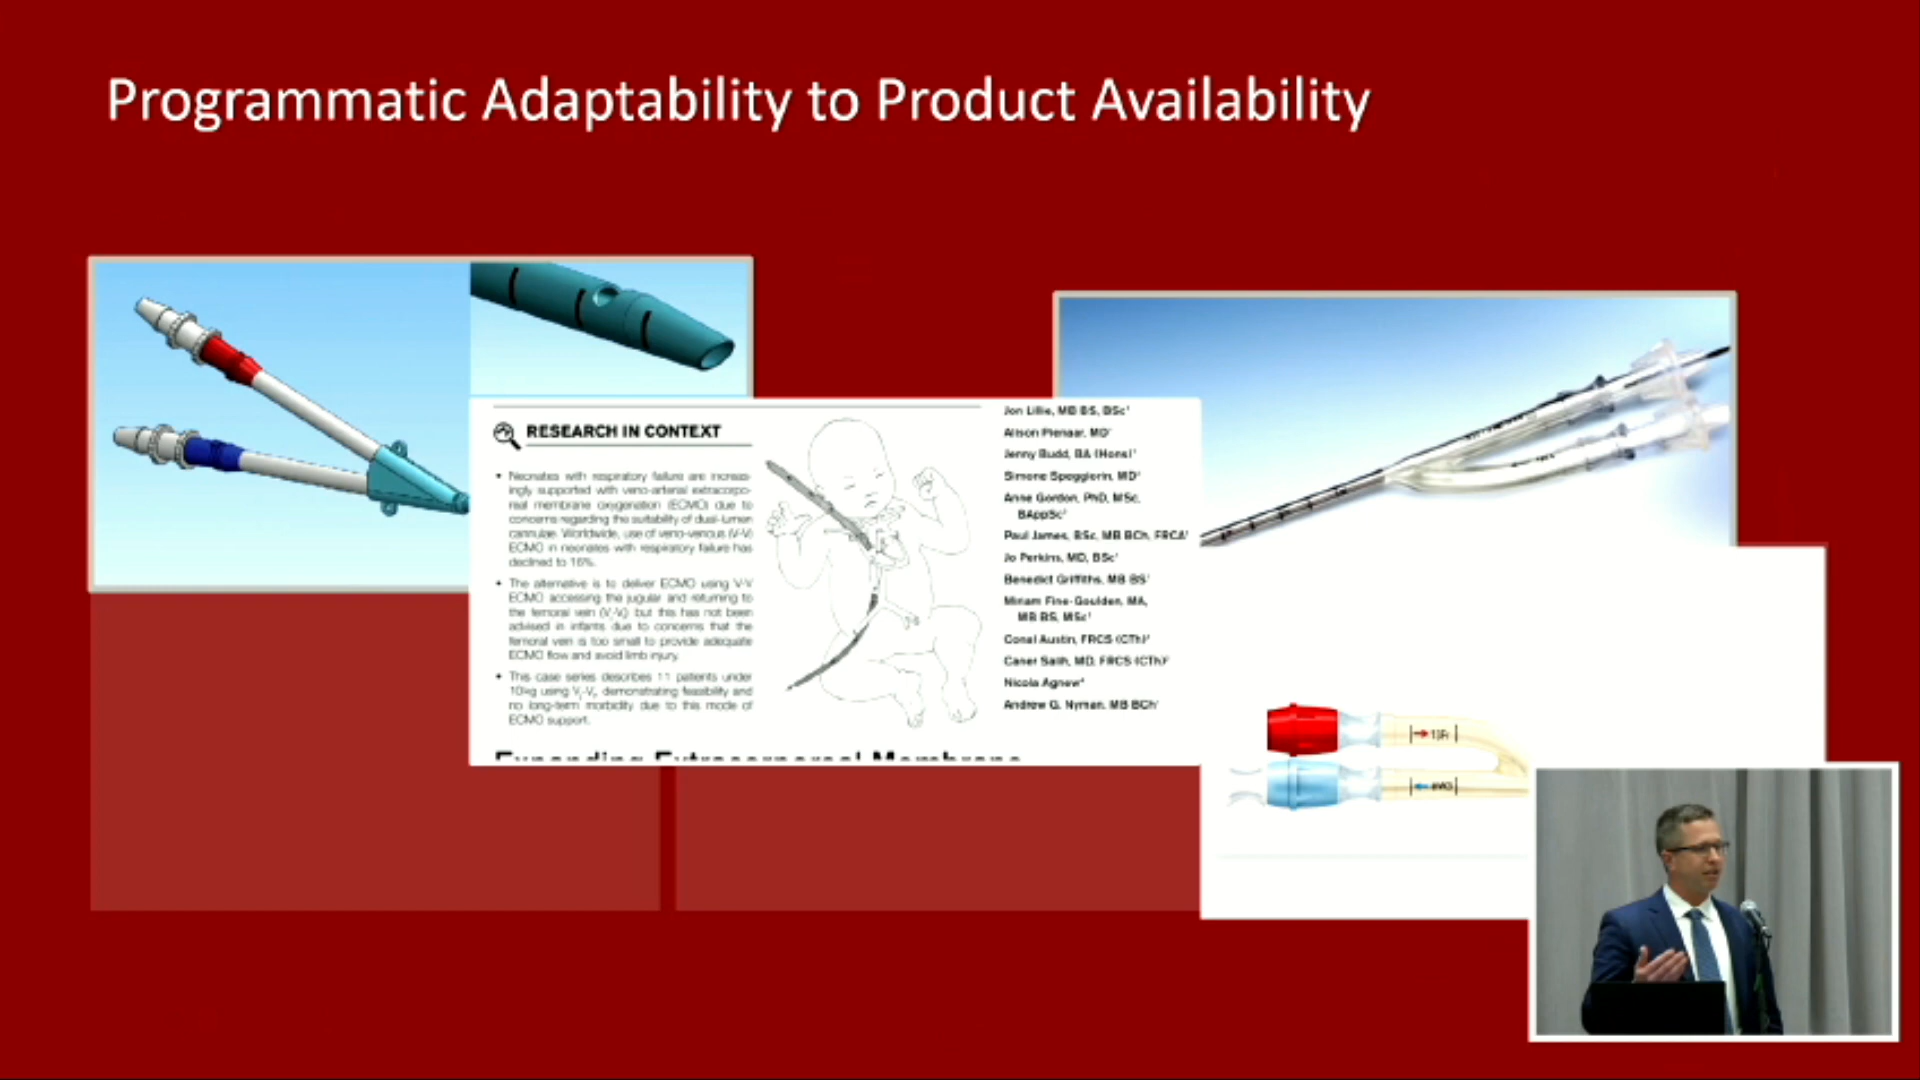 Programmatic Adaptability to Product Availability
RESEARCH IN CONTEXT
• Neonates with respiratory failure are increas-
ingly supported with veno-arterial extracorpo-
real membrane oxygenation (ECMO) due to
concerns regarding the suitability of dual-lumen
cannulae. Worldwide, use of veno-venous (V-V)
ECMO in neonates with respiratory failure has
declined to 16%.
• The alternative is to deliver ECMO using V-V
ECMO accessing the jugular and returning to
the femoral vein (Vj-Vf) but this has not been
advised in infants due to concerns that the
femoral vein is too small to provide adequate
ECMO flow and avoid limb injury.
• This case series describes 11 patients under
10kg using Vj-Vf, demonstrating feasibility and
no long-term morbidity due to this mode of
ECMO support.
Jon Lillie, MB BS, BSc
Alison Pienaar, MD
Jenny Budd, BA (Hons)
Simone Speggiorin, MD
Anne Gordon, PhD, MSc,
BAppSc
Paul James, BSc, MB BCh, FRCA
Jo Perkins, MD, BSc
Benedict Griffiths, MB BS
Miriam Fine-Goulden, MA,
MB BS, MSc
Conal Austin, FRCS (CTh)
Caner Salih, MD, FRCS (CTh)
Nicola Agnew
Andrew G. Nyman, MB BCh
Expanding Extracorporeal Membrane
13Fr